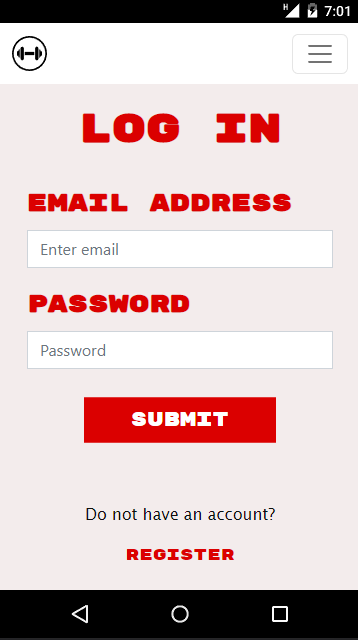 H 7:01
LOG IN
EMAIL ADDRESS
Enter email
PASSWORD
Password
SUBMIT
Do not have an account?
REGISTER